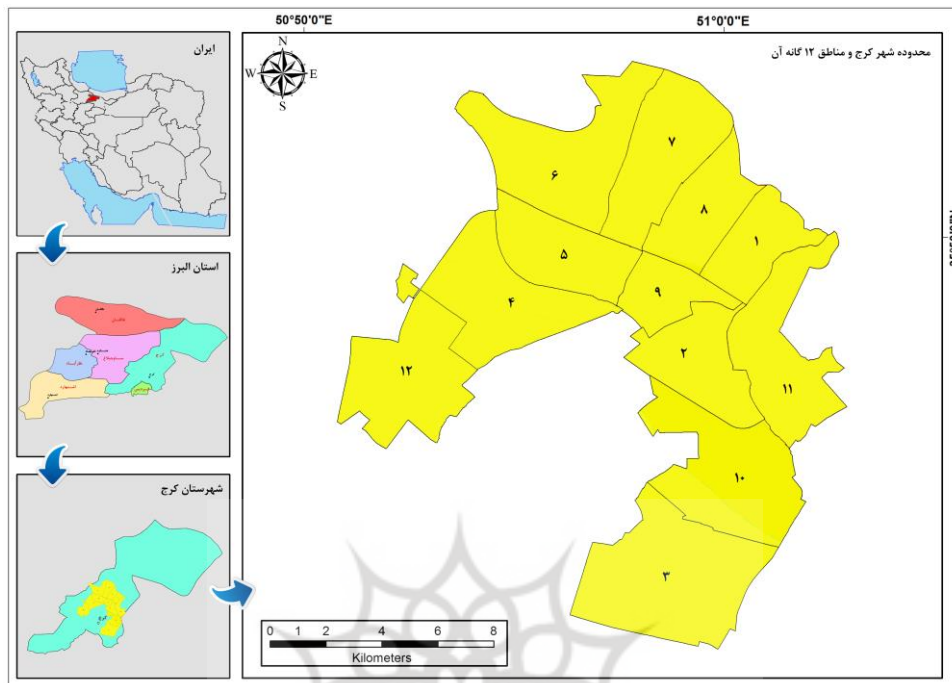 50°50'0"E
51°0'0"E
ایران
محدوده شهر کرج و مناطق ۱۲ گانه آن
N
W
E
S
۷
۶
۸
۱
۵
۹
۴
۲
۱۲
۱۱
۱۰
۳
استان البرز
شهرستان کرج
کرج
0 1 2 4 6 8
Kilometers